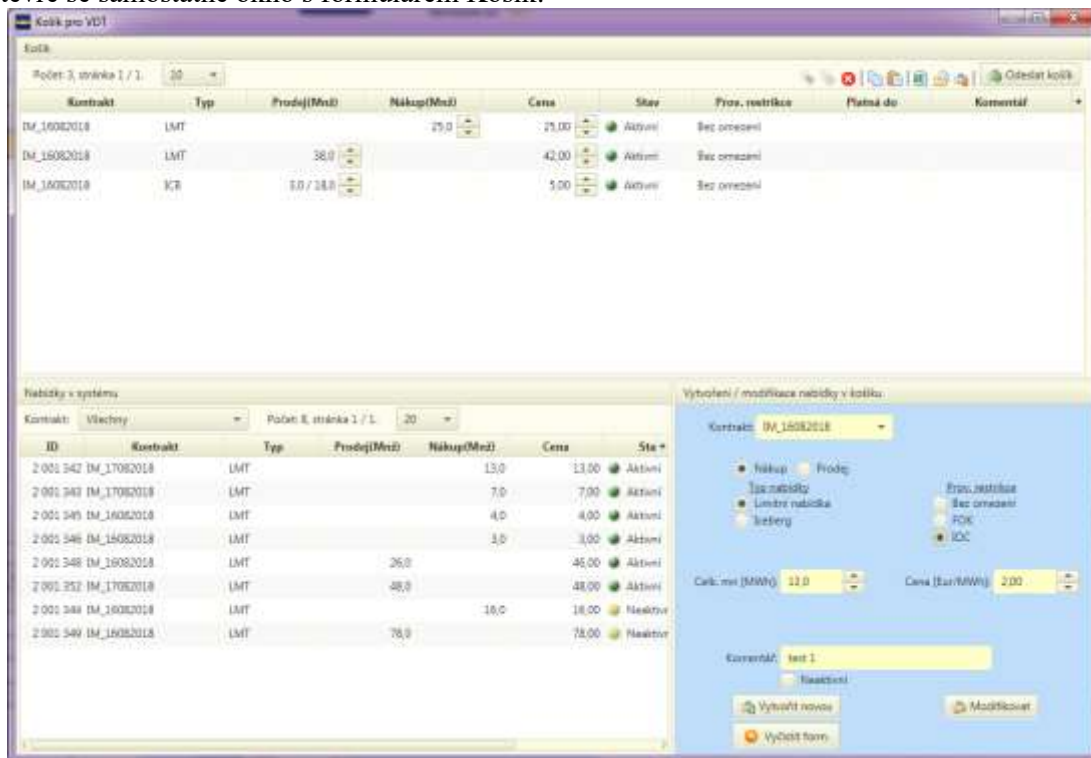 Košík pro VDT
Košík
Počet: 3, stránka 1 / 1. 20 Odeslat košík
Kontrakt Typ Prodej(Mnž) Nákup(Mnž) Cena Stav Prov. restrikce Platná do Komentář
IM_16082018 LMT 25,0 25,00 Aktivní Bez omezení
IM_16082018 LMT 38,0 42,00 Aktivní Bez omezení
IM_16082018 ICB 3,0 / 18,0 5,00 Aktivní Bez omezení
Nabídky v systému
Kontrakt: Všechny Počet: 8, stránka 1 / 1. 20
ID Kontrakt Typ Prodej(Mnž) Nákup(Mnž) Cena Sta
2 001 342 IM_17082018 LMT 13,0 13,00 Aktivní
2 001 343 IM_17082018 LMT 7,0 7,00 Aktivní
2 001 345 IM_16082018 LMT 4,0 4,00 Aktivní
2 001 346 IM_16082018 LMT 3,0 3,00 Aktivní
2 001 348 IM_16082018 LMT 26,0 46,00 Aktivní
2 001 352 IM_17082018 LMT 48,0 48,00 Aktivní
2 001 344 IM_16082018 LMT 16,0 16,00 Neaktivn
2 001 349 IM_16082018 LMT 78,0 78,00 Neaktivn
Vytvoření / modifikace nabídky v košíku
Kontrakt: IM_16082018
Nákup Prodej
Typ nabídky Prov. restrikce
Limitní nabídka Bez omezení
Iceberg FOK
IOC
Celk. mn [MWh]: 12,0 Cena [Eur/MWh]: 2,00
Komentář: test 1
Neaktivní
Vytvořit novou Modifikovat
Vyčistit form